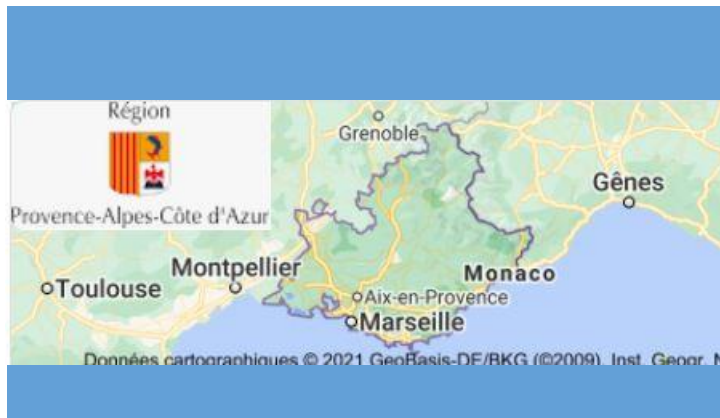 Région
Provence-Alpes-Côte d'Azur
Grenoble
Gênes
Montpellier
Monaco
Toulouse
Aix-en-Provence
Marseille
Données cartographiques © 2021 GeoBasis-DE/BKG (©2009), Inst. Geogr.